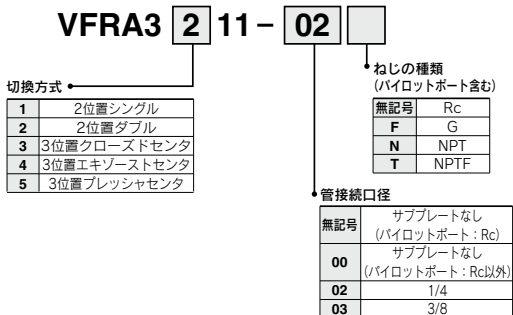 VFRA3 2 11－ 02
切換方式
1 2位置シングル
2 2位置ダブル
3 3位置クローズドセンタ
4 3位置エキゾーストセンタ
5 3位置プレッシャセンタ
ねじの種類
(パイロットポート含む)
無記号 Rc
F G
N NPT
T NPTF
管接続口径
無記号 サブプレートなし
(パイロットポート：Rc)
00 サブプレートなし
(パイロットポート：Rc以外)
02 1/4
03 3/8